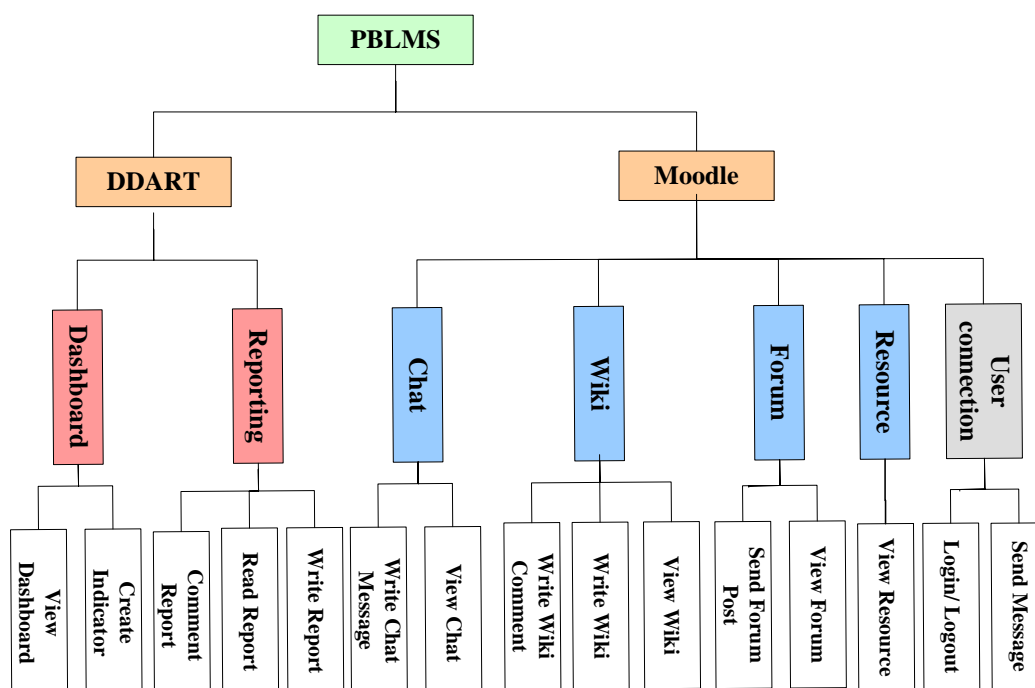 PBLMS
DDART
Moodle
Dashboard
Reporting
Chat
Wiki
Forum
Resource
User
connection
View
Dashboard
Create
Indicator
Comment
Report
Read Report
Write Report
Write Chat
Message
View Chat
Write Wiki
Comment
Write Wiki
View Wiki
Send Forum
Post
View Forum
View Resource
Login/ Logout
Send Message